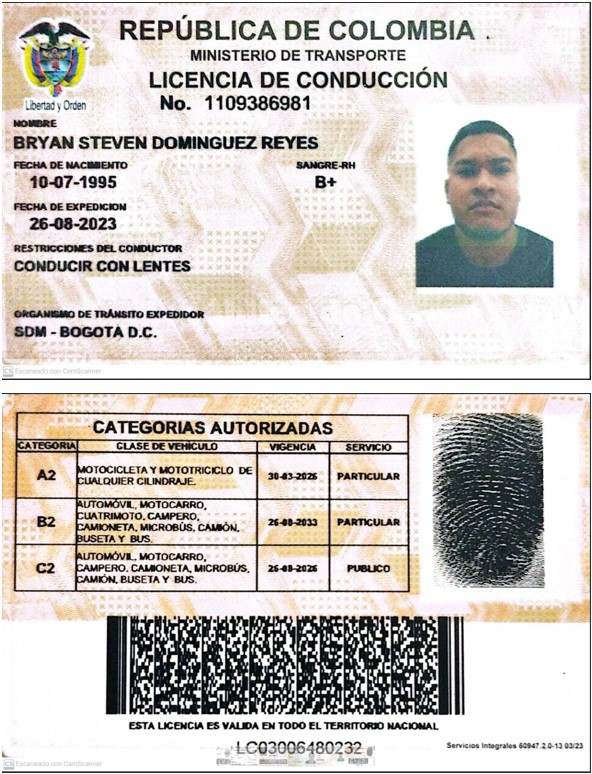 REPÚBLICA DE COLOMBIA .
MINISTERIO DE TRANSPORTE
LICENCIA DE CONDUCCIÓN
Libertad y Orden
No. 1109386981
NOMBRE
BRYAN STEVEN DOMINGUEZ REYES
FECHA DE NACIMIENTO
SANGRE-RH
10-07-1995
B+
FECHA DE EXPEDICION
26-08-2023
RESTRICCIONES DEL CONDUCTOR
CONDUCIR CON LENTES
ORGANISMO DE TRÁNSITO EXPEDIDOR
SDM - BOGOTA D.C.
CS Escaneado con CamScanner
CATEGORIAS AUTORIZADAS
CATEGORIA CLASE DE VEHÍCULO VIGENCIA SERVICIO
A2
MOTOCICLETA Y MOTOTRICICLO DE
CUALQUIER CILINDRAJE.
30-03-2026
PARTICULAR
B2
AUTOMÓVIL, MOTOCARRO,
CUATRIMOTO, CAMPERO,
CAMIONETA, MICROBÚS, CAMIÓN,
BUSETA Y BUS.
26-08-2033
PARTICULAR
C2
AUTOMÓVIL, MOTOCARRO,
CAMPERO, CAMIONETA, MICROBÚS,
CAMIÓN, BUSETA Y BUS.
26-08-2026
PUBLICO
ESTA LICENCIA ES VALIDA EN TODO EL TERRITORIO NACIONAL
LC03006480232
Servicios Integrales 60947.2.0-13 03/23
CS Escaneado con CamScanner